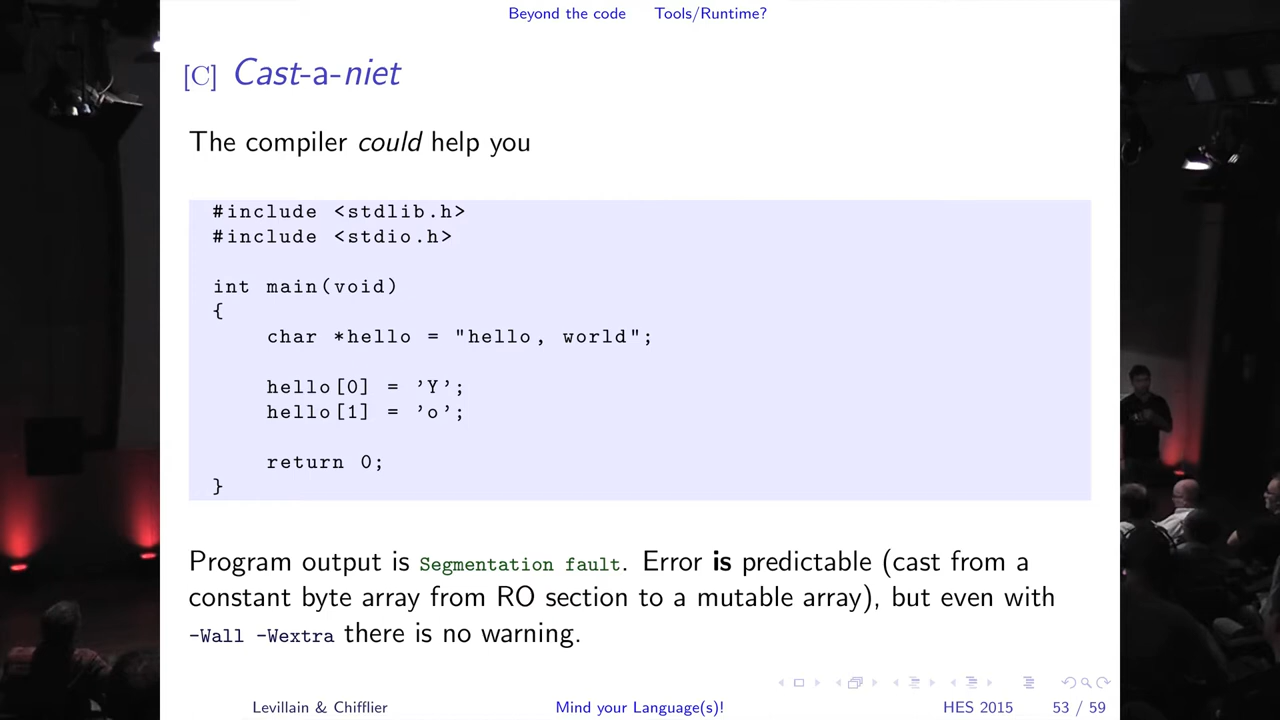 Beyond the code Tools/Runtime?
[C] Cast-a-niet
The compiler could help you
#include <stdlib.h>
#include <stdio.h>
int main(void)
{
char *hello = "hello, world";
hello[0] = 'Y';
hello[1] = 'o';
return 0;
}
Program output is Segmentation fault. Error is predictable (cast from a
constant byte array from RO section to a mutable array), but even with
-Wall -Wextra there is no warning.
Levillain & Chifflier Mind your Language(s)! HES 2015 53 / 59